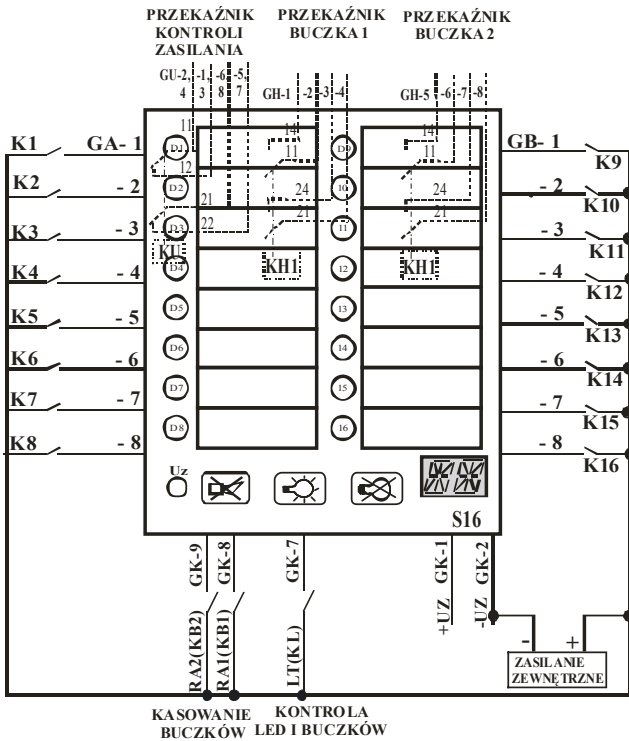 PRZEKAŹNIK KONTROLI ZASILANIA
PRZEKAŹNIK BUCZKA 1
PRZEKAŹNIK BUCZKA 2
GU-2, -1, -6 -5,
4 3 8 7
GH-1 -2 -3 -4
GH-5 -6 -7 -8
11
12
21
22
KU
14
11
24
21
KH1
14
11
24
21
KH1
K1 GA- 1
K2 - 2
K3 - 3
K4 - 4
K5 - 5
K6 - 6
K7 - 7
K8 - 8
D1
D2
D3
D4
D5
D6
D7
D8
D9
10
11
12
13
14
15
16
GB- 1 K9
- 2 K10
- 3 K11
- 4 K12
- 5 K13
- 6 K14
- 7 K15
- 8 K16
Uz
S16
GK-9
GK-8
GK-7
GK-1
GK-2
RA2(KB2)
RA1(KB1)
LT(KL)
+UZ
-UZ
- +
ZASILANIE
ZEWNĘTRZNE
KASOWANIE
BUCZKÓW
KONTROLA
LED I BUCZKÓW